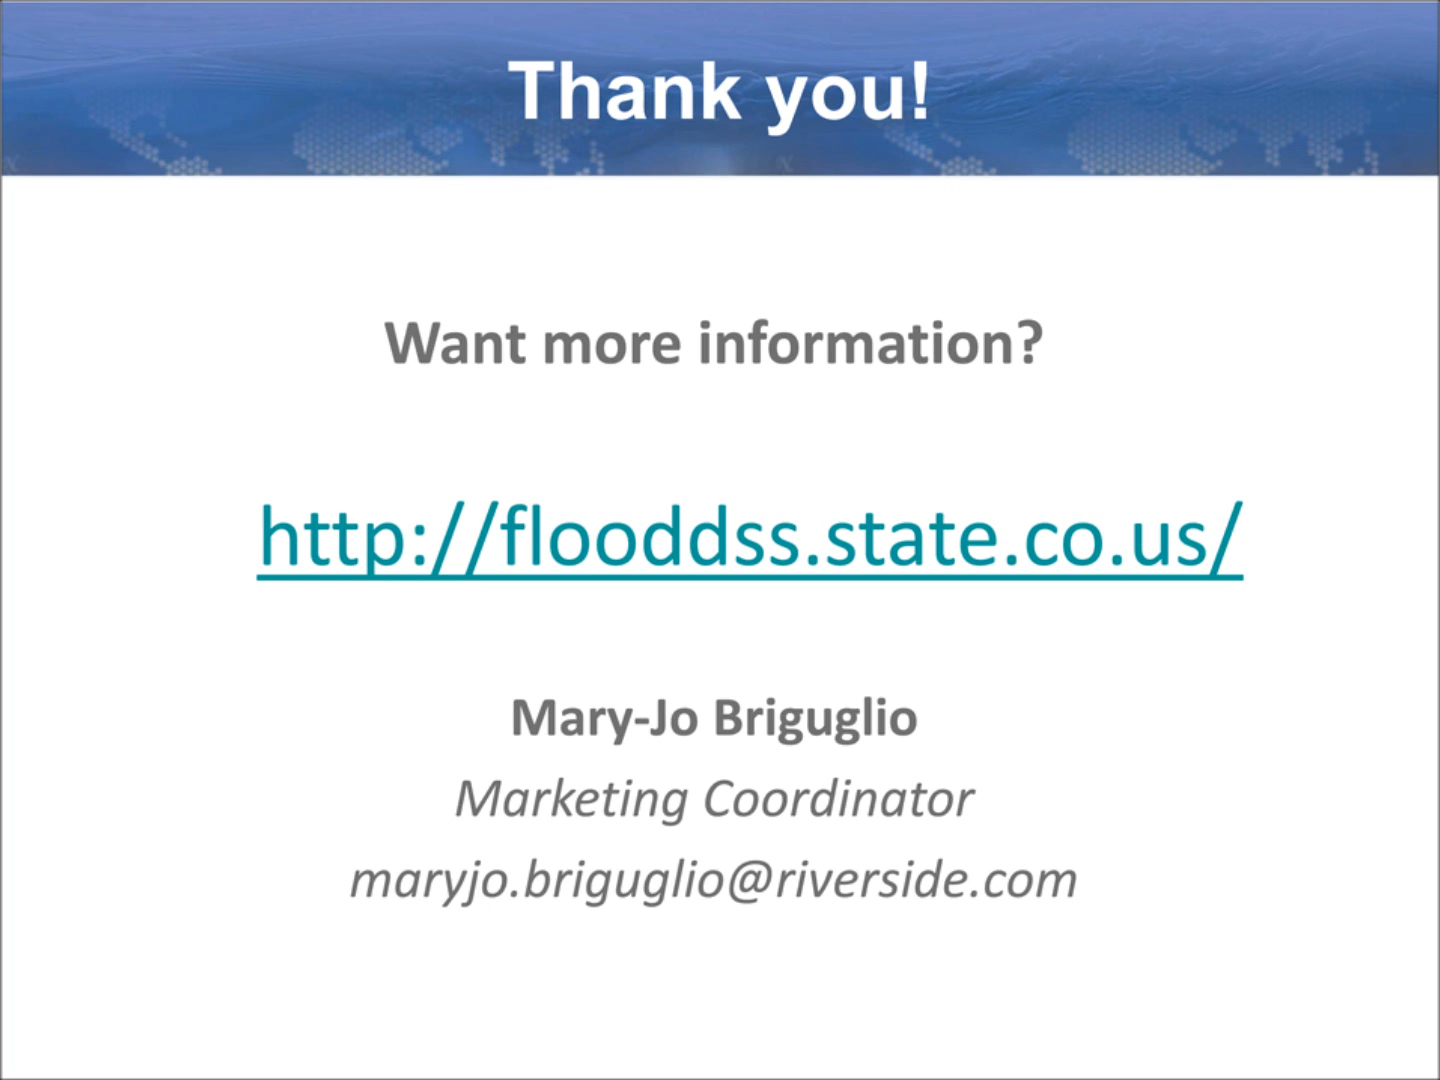 Thank you!
Want more information?
http://flooddss.state.co.us/
Mary-Jo Briguglio
Marketing Coordinator
maryjo.briguglio@riverside.com